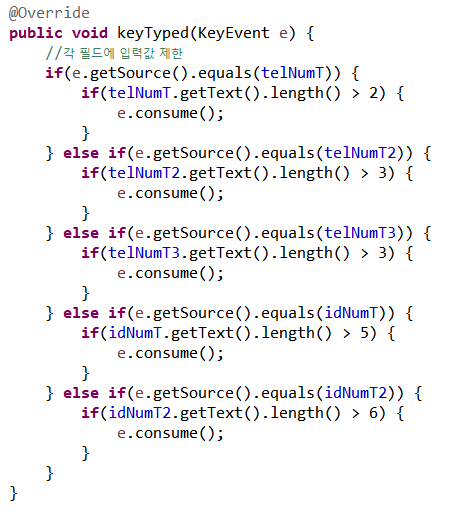 @Override
public void keyTyped(KeyEvent e) {
    //각 필드에 입력값 제한
    if(e.getSource().equals(telNumT)) {
        if(telNumT.getText().length() > 2) {
            e.consume();
        }
    } else if(e.getSource().equals(telNumT2)) {
        if(telNumT2.getText().length() > 3) {
            e.consume();
        }
    } else if(e.getSource().equals(telNumT3)) {
        if(telNumT3.getText().length() > 3) {
            e.consume();
        }
    } else if(e.getSource().equals(idNumT)) {
        if(idNumT.getText().length() > 5) {
            e.consume();
        }
    } else if(e.getSource().equals(idNumT2)) {
        if(idNumT2.getText().length() > 6) {
            e.consume();
        }
    }
}